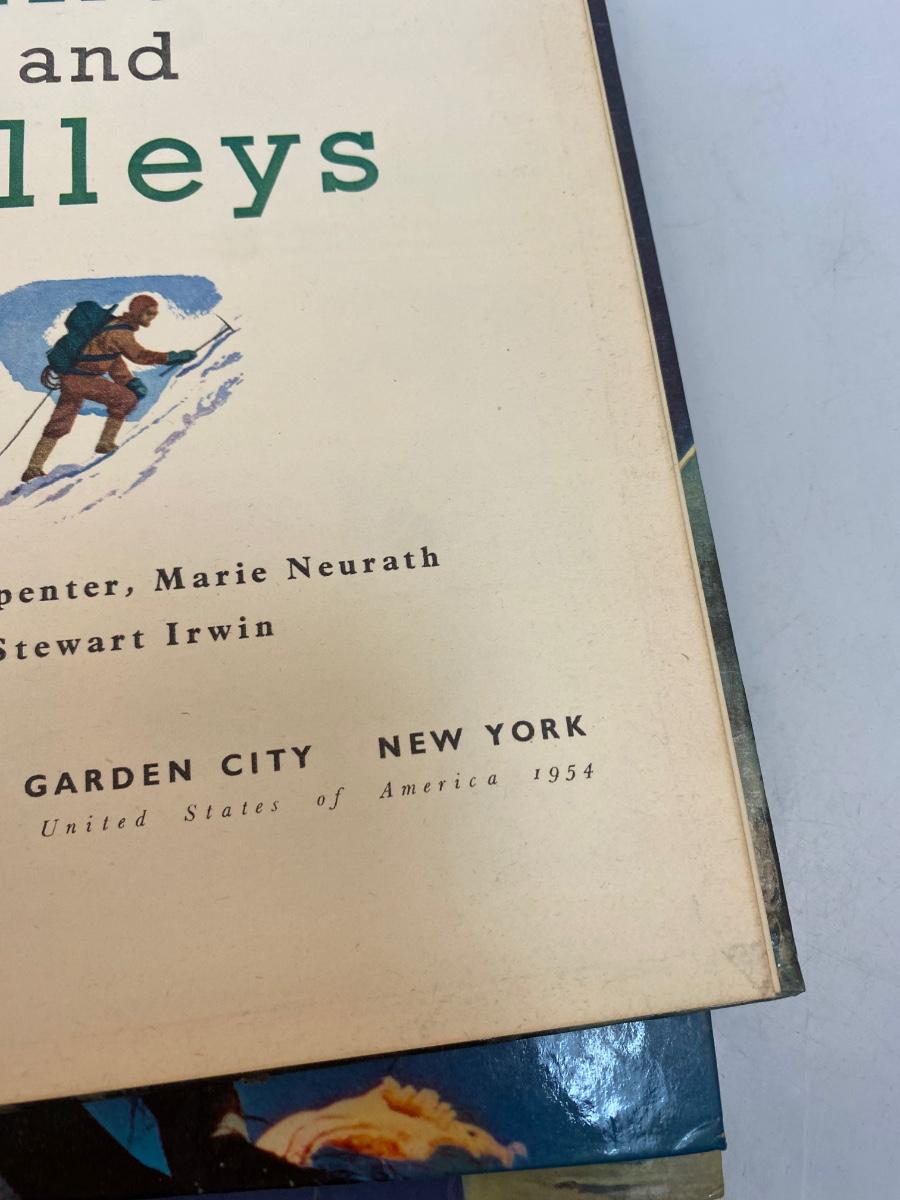 and
lleys
penter, Marie Neurath
Stewart Irwin
GARDEN CITY NEW YORK
United States of America 1954